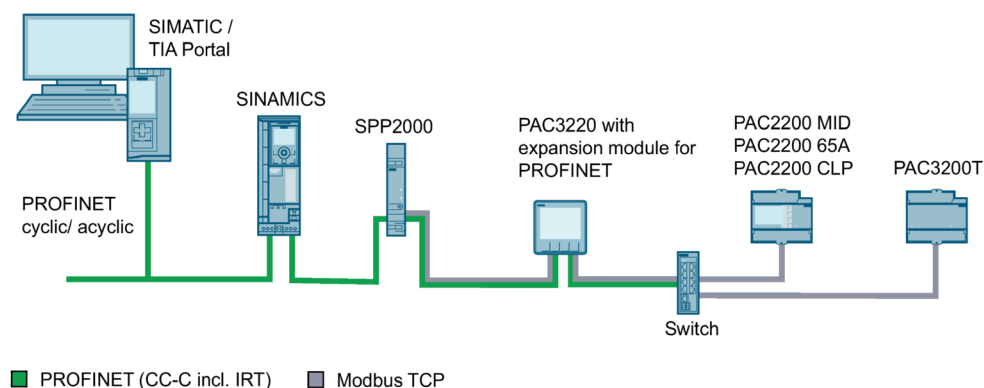 SIMATIC /
TIA Portal
SINAMICS
SPP2000
PAC3220 with
expansion module for
PROFINET
PAC2200 MID
PAC2200 65A
PAC2200 CLP
PAC3200T
PROFINET
cyclic/ acyclic
Switch
PROFINET (CC-C incl. IRT)
Modbus TCP